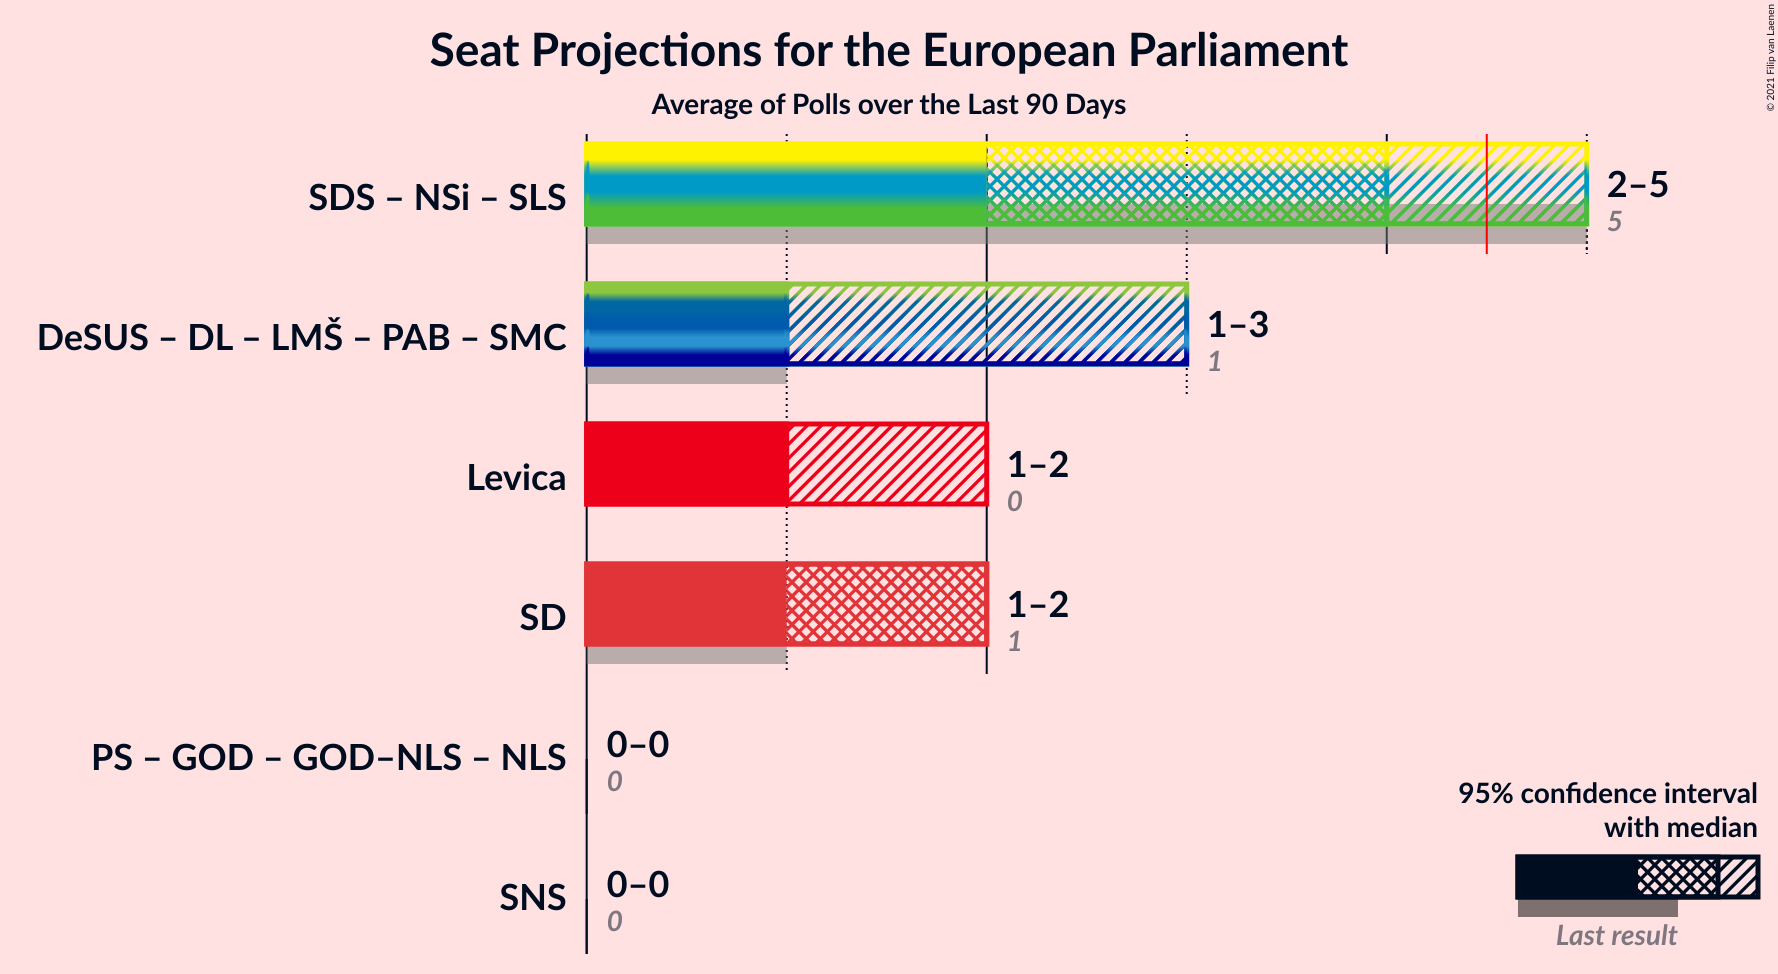 Seat Projections for the European Parliament
Average of Polls over the Last 90 Days
© 2021 Filip van Laenen
SDS – NSi – SLS
2–5
5
DeSUS – DL – LMŠ – PAB – SMC
1–3
1
Levica
1–2
0
SD
1–2
1
PS – GOD – GOD–NLS – NLS
0–0
0
SNS
0–0
0
95% confidence interval
with median
Last result